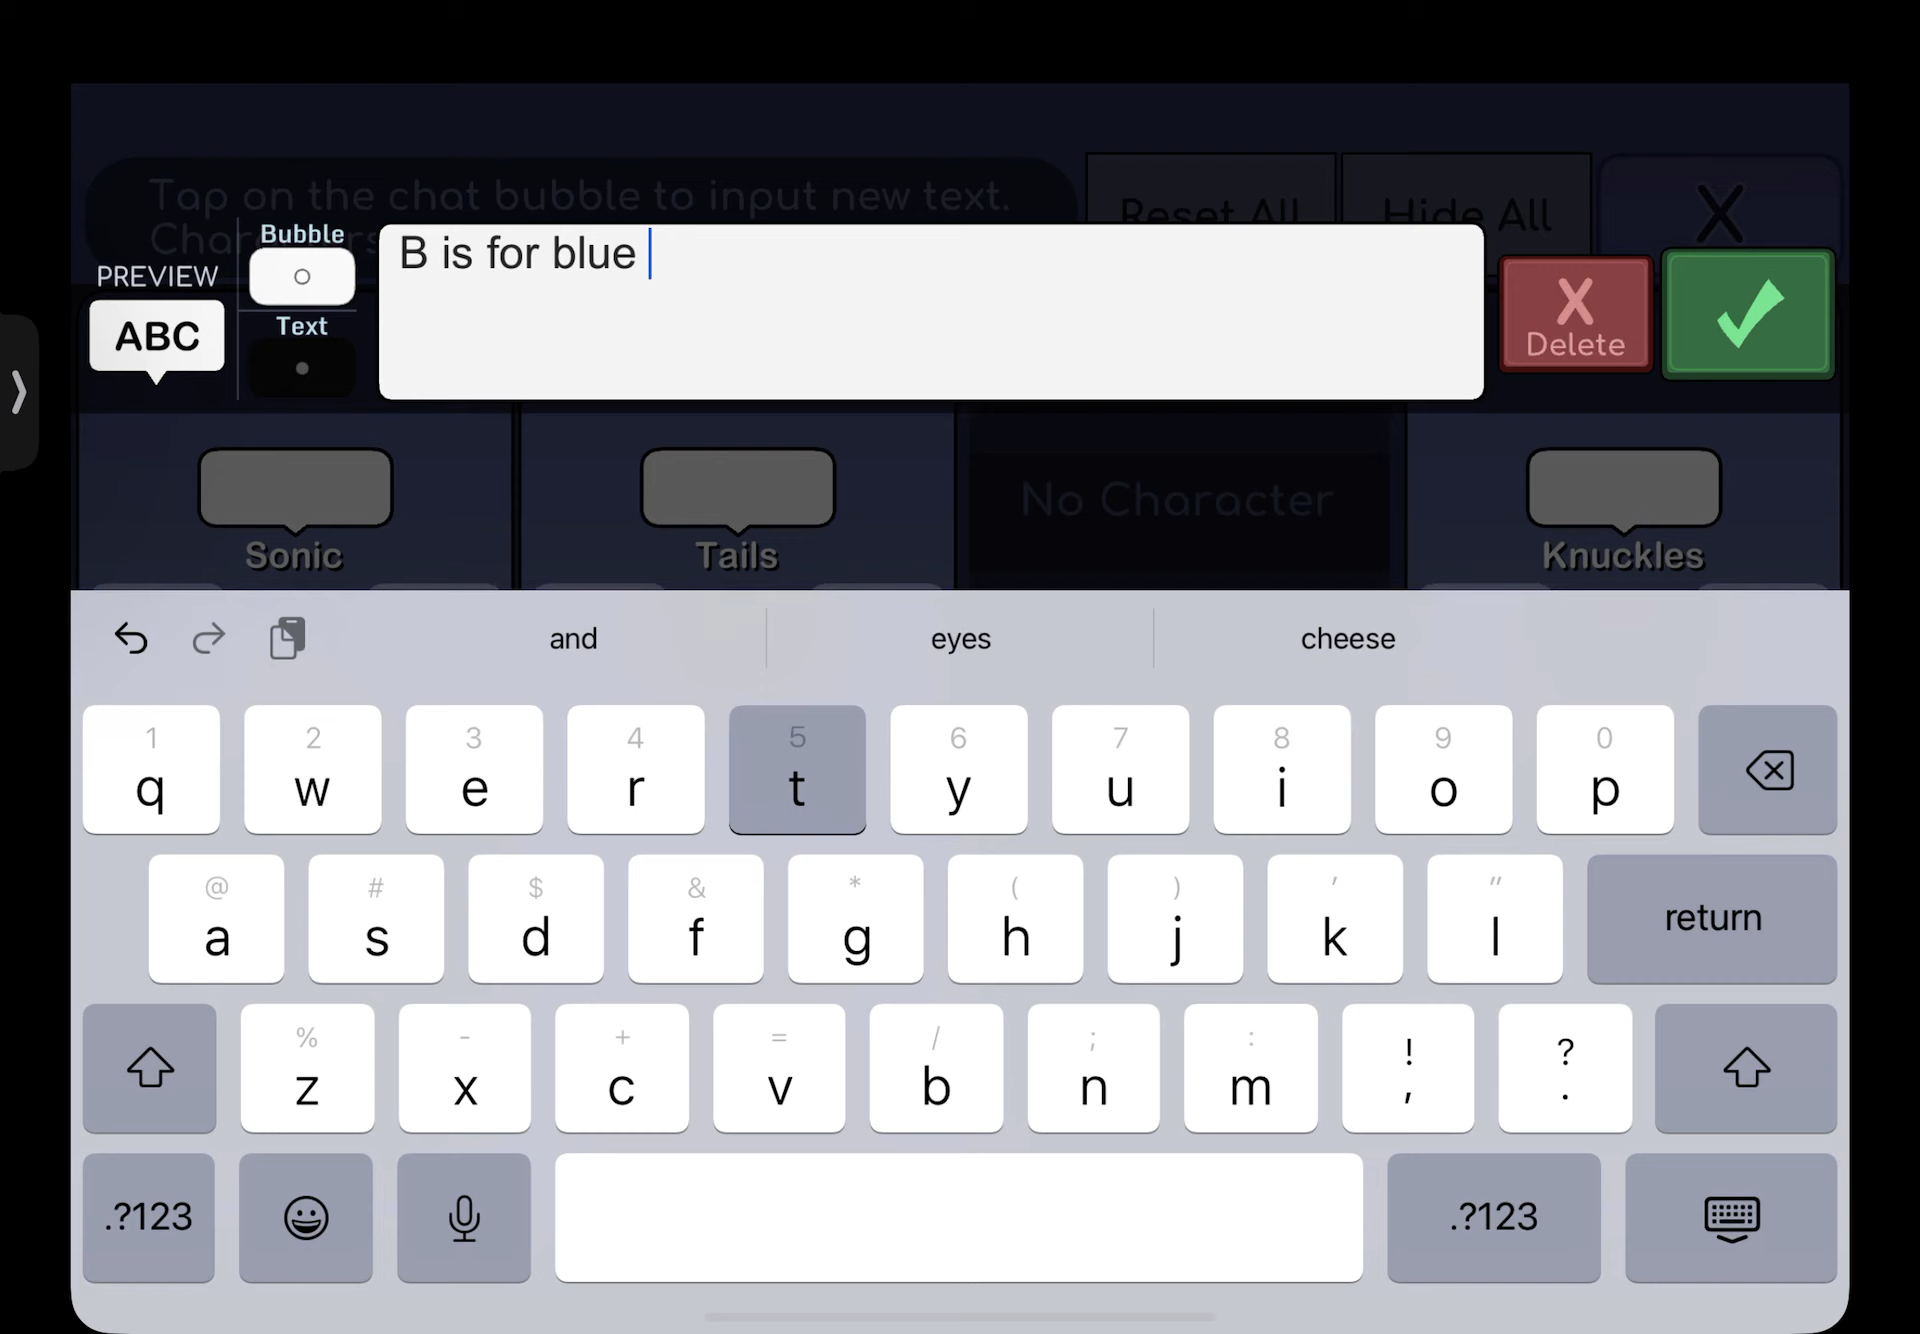 Tap on the chat bubble to input new text.
Reset All
Hide All
X
Bubble
PREVIEW
ABC
Text
B is for blue
X
Delete
Sonic
Tails
No Character
Knuckles
and
eyes
cheese
1 2 3 4 5 6 7 8 9 0
q w e r t y u i o p
@ # $ & * ( ) ' "
a s d f g h j k l
return
% - + = / ; : ! ?
z x c v b n m , .
.?123
.?123